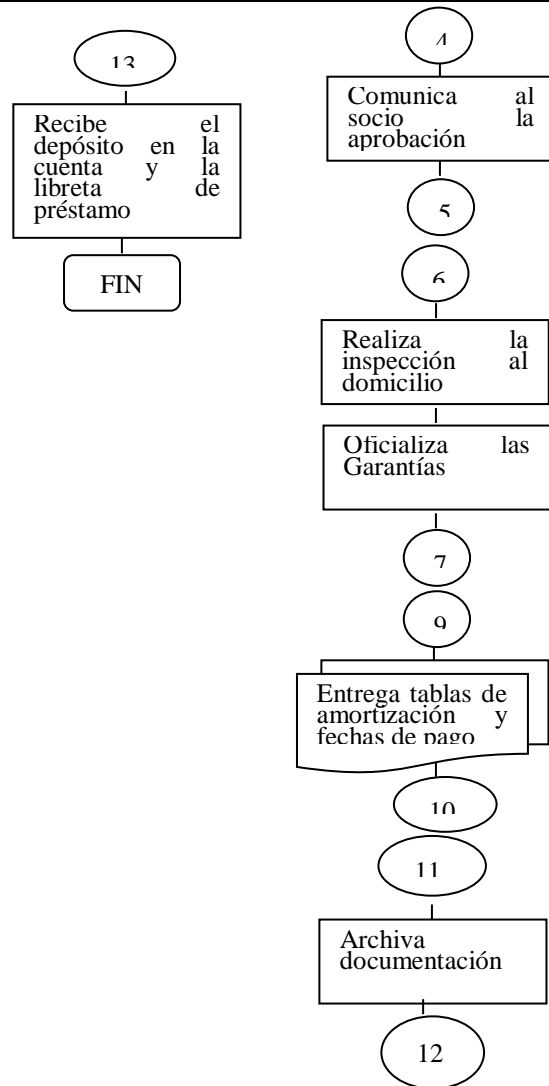 13
Recibe el
depósito en la
cuenta y la
libreta de
préstamo
FIN
4
Comunica al
socio la
aprobación
5
6
Realiza la
inspección al
domicilio
Oficializa las
Garantías
7
9
Entrega tablas de
amortización y
fechas de pago
10
11
Archiva
documentación
12